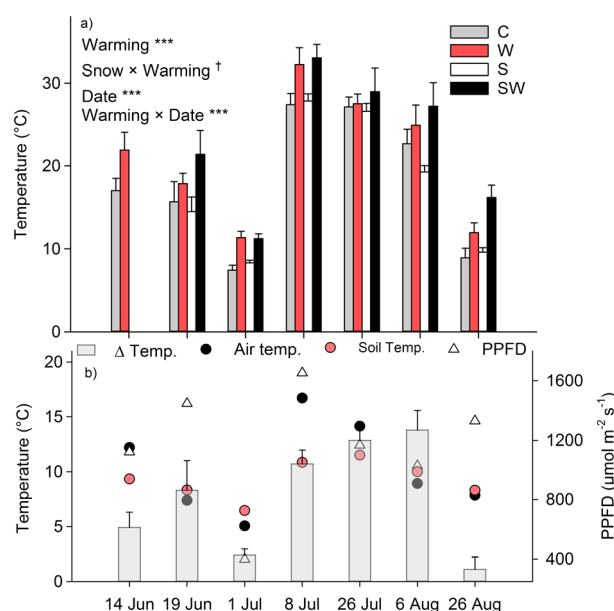 a)
Warming ***
Snow × Warming †
Date ***
Warming × Date ***
C
W
S
SW
Temperature (°C)
30
20
10
0
Δ Temp.
Air temp.
Soil Temp.
PPFD
b)
Temperature (°C)
20
15
10
5
0
1600
1200
800
400
PPFD (µmol m⁻² s⁻¹)
14 Jun 19 Jun 1 Jul 8 Jul 26 Jul 6 Aug 26 Aug